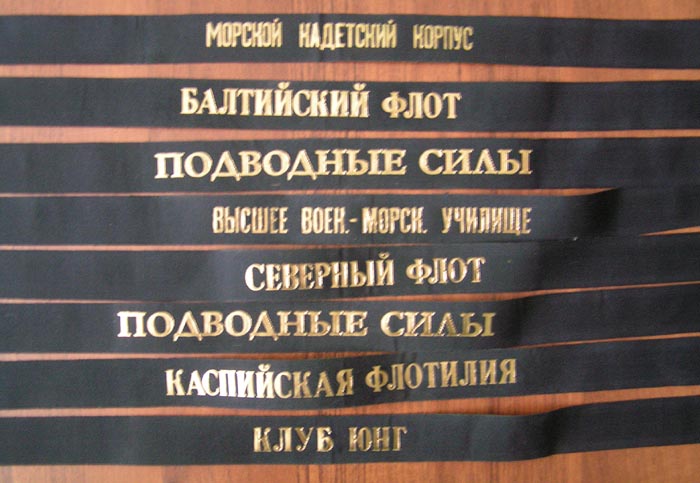 МОРСКОЙ КАДЕТСКИЙ КОРПУС
БАЛТИЙСКИЙ ФЛОТ
ПОДВОДНЫЕ СИЛЫ
ВЫСШЕЕ ВОЕН.-МОРСК. УЧИЛИЩЕ
СЕВЕРНЫЙ ФЛОТ
ПОДВОДНЫЕ СИЛЫ
КАСПИЙСКАЯ ФЛОТИЛИЯ
КЛУБ ЮНГ